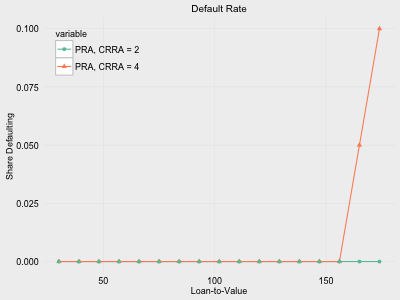 Default Rate
variable
PRA, CRRA = 2
PRA, CRRA = 4
Share Defaulting
0.100
0.075
0.050
0.025
0.000
50
100
150
Loan-to-Value